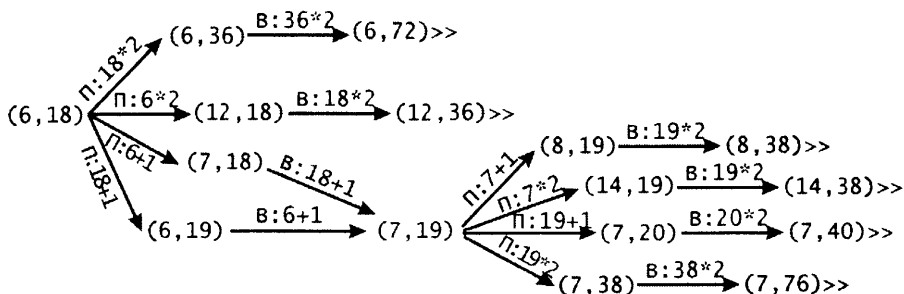 П:18*2
(6,36)
В:36*2
(6,72)>>
(6,18)
П:6*2
(12,18)
В:18*2
(12,36)>>
П:6+1
(7,18)
В:18+1
П:18+1
(6,19)
В:6+1
(7,19)
П:7+1
(8,19)
В:19*2
(8,38)>>
П:7*2
(14,19)
В:19*2
(14,38)>>
П:19+1
(7,20)
В:20*2
(7,40)>>
П:19*2
(7,38)
В:38*2
(7,76)>>